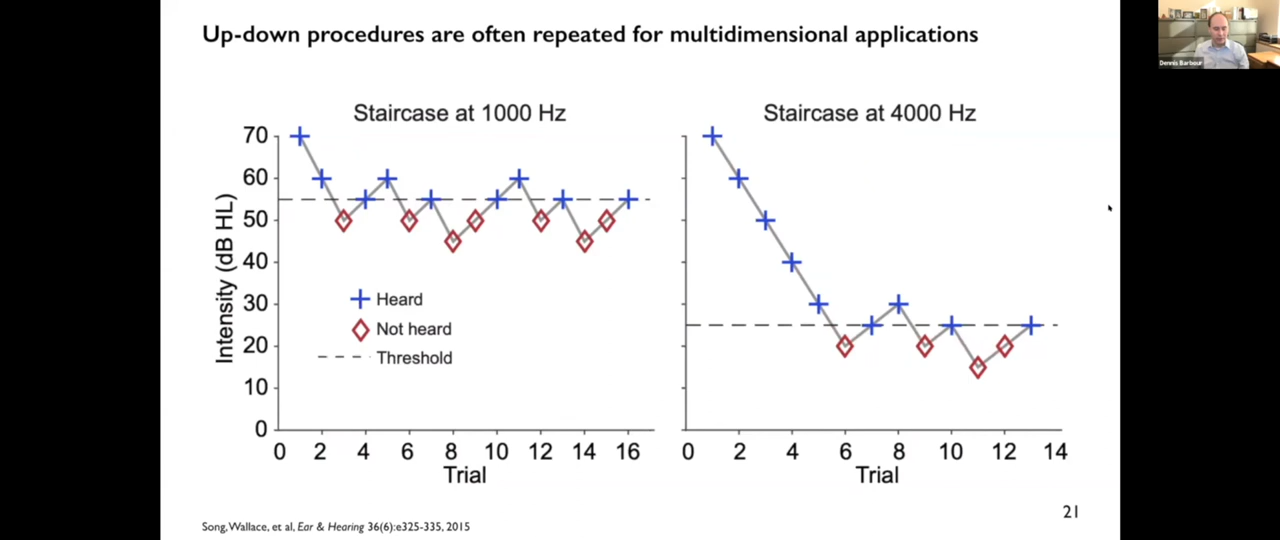 Up-down procedures are often repeated for multidimensional applications
Dennis Barbour
Staircase at 1000 Hz
Staircase at 4000 Hz
Intensity (dB HL)
70
60
50
40
30
20
10
0
Heard
Not heard
Threshold
0 2 4 6 8 10 12 14 16
Trial
0 2 4 6 8 10 12 14
Trial
21
Song, Wallace, et al, Ear & Hearing 36(6):e325-335, 2015